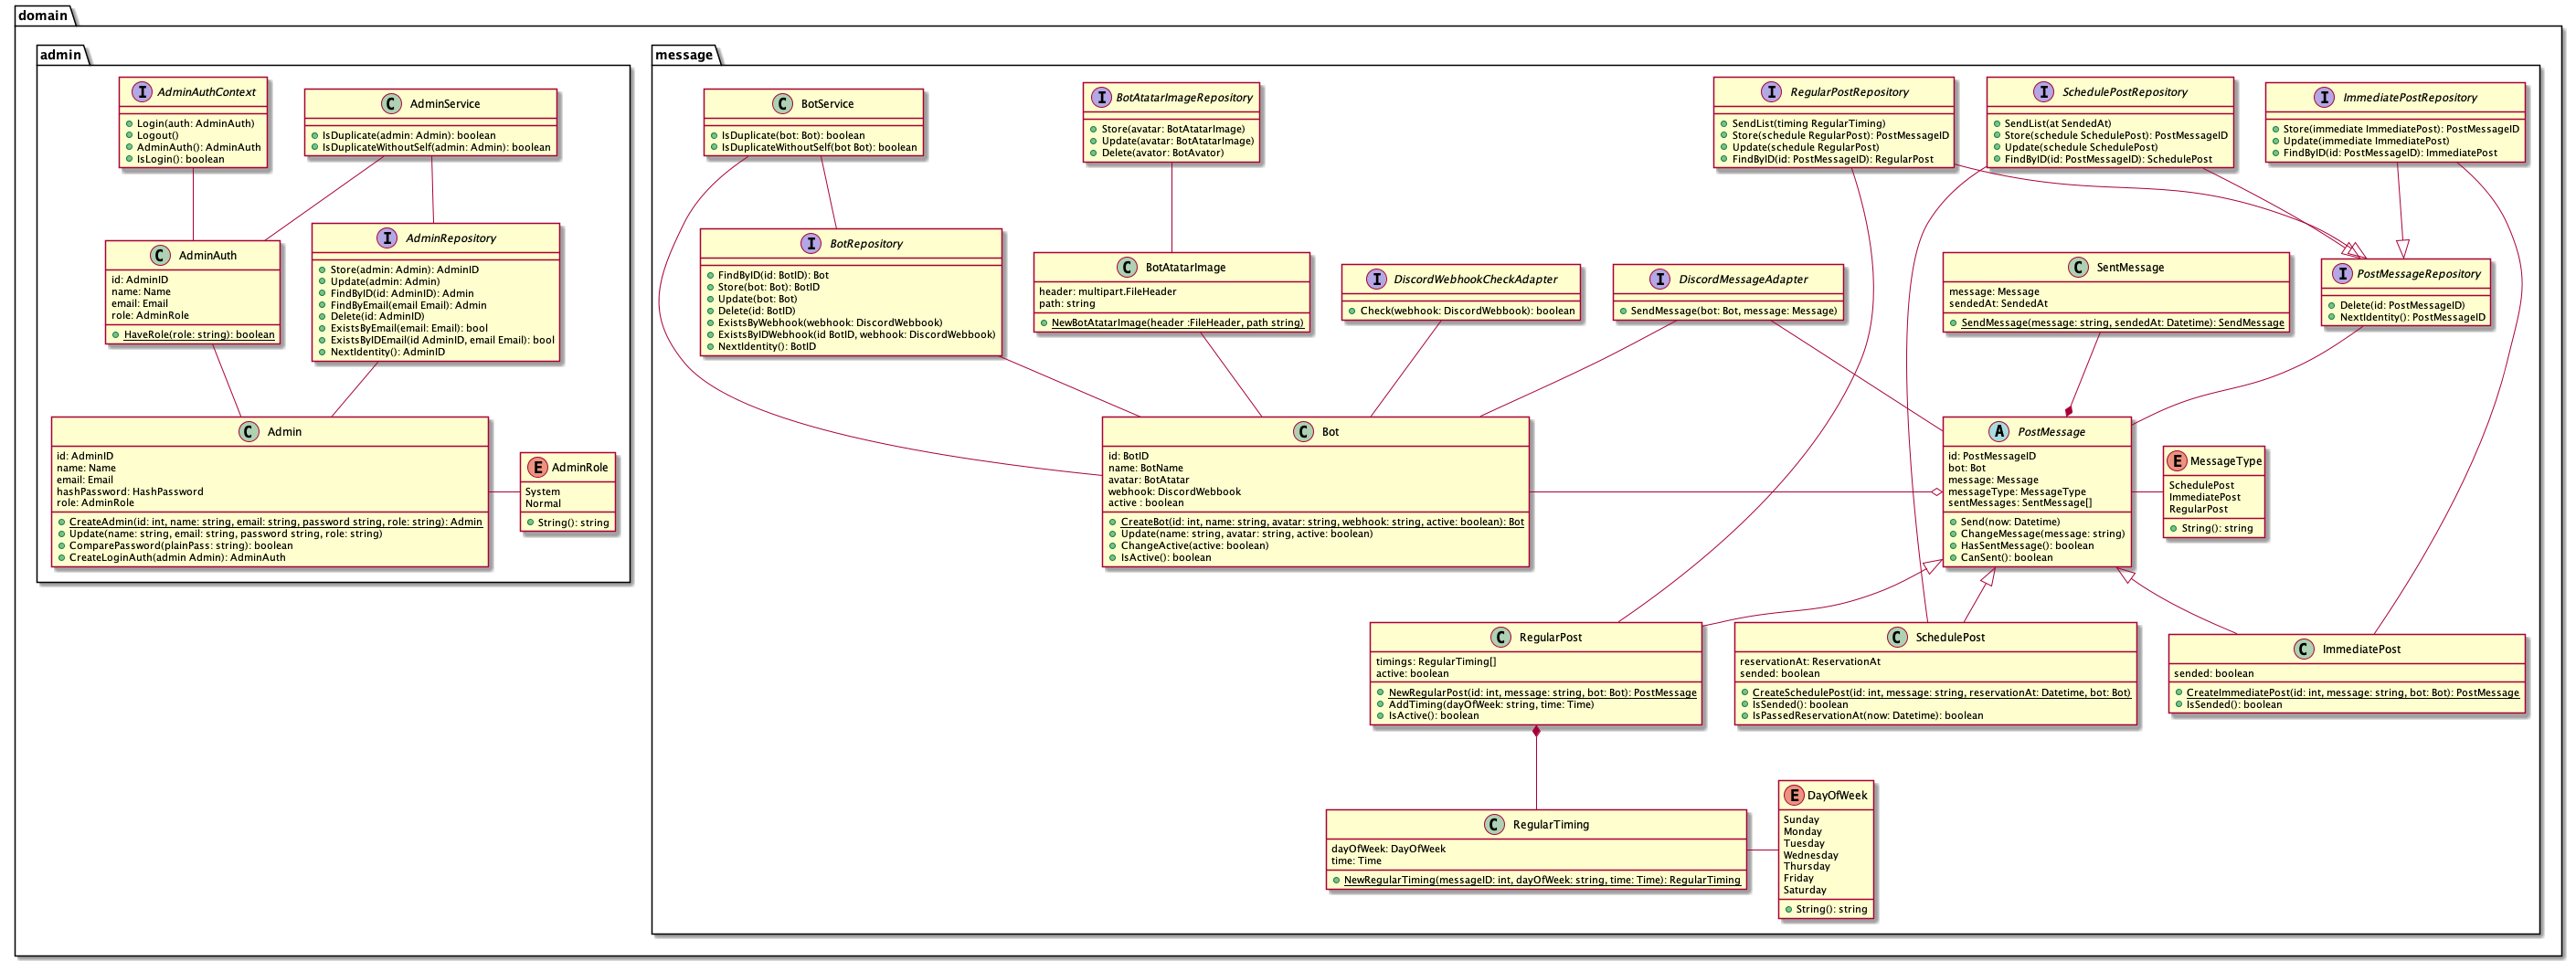 domain
admin
I AdminAuthContext
Login(auth: AdminAuth)
Logout()
AdminAuth(): AdminAuth
IsLogin(): boolean
C AdminService
IsDuplicate(admin: Admin): boolean
IsDuplicateWithoutSelf(admin: Admin): boolean
C AdminAuth
id: AdminID
name: Name
email: Email
role: AdminRole
HaveRole(role: string): boolean
I AdminRepository
Store(admin: Admin): AdminID
Update(admin: Admin)
FindByID(id: AdminID): Admin
FindByEmail(email Email): Admin
Delete(id: AdminID)
ExistsByEmail(email: Email): bool
ExistsByIDEmail(id AdminID, email Email): bool
NextIdentity(): AdminID
C Admin
id: AdminID
name: Name
email: Email
hashPassword: HashPassword
role: AdminRole
CreateAdmin(id: int, name: string, email: string, password string, role: string): Admin
Update(name: string, email: string, password string, role: string)
ComparePassword(plainPass: string): boolean
CreateLoginAuth(admin Admin): AdminAuth
E AdminRole
System
Normal
String(): string
message
C BotService
IsDuplicate(bot: Bot): boolean
IsDuplicateWithoutSelf(bot Bot): boolean
I BotAtatarImageRepository
Store(avatar: BotAtatarImage)
Update(avatar: BotAtatarImage)
Delete(avator: BotAvator)
I RegularPostRepository
SendList(timing RegularTiming)
Store(schedule RegularPost): PostMessageID
Update(schedule RegularPost)
FindByID(id: PostMessageID): RegularPost
I SchedulePostRepository
SendList(at SendedAt)
Store(schedule SchedulePost): PostMessageID
Update(schedule SchedulePost)
FindByID(id: PostMessageID): SchedulePost
I ImmediatePostRepository
Store(immediate ImmediatePost): PostMessageID
Update(immediate ImmediatePost)
FindByID(id: PostMessageID): ImmediatePost
I BotRepository
FindByID(id: BotID): Bot
Store(bot: Bot): BotID
Update(bot: Bot)
Delete(id: BotID)
ExistsByWebhook(webhook: DiscordWebbook)
ExistsByIDWebhook(id BotID, webhook: DiscordWebbook)
NextIdentity(): BotID
C BotAtatarImage
header: multipart.FileHeader
path: string
NewBotAtatarImage(header :FileHeader, path string)
I DiscordWebhookCheckAdapter
Check(webhook: DiscordWebbook): boolean
I DiscordMessageAdapter
SendMessage(bot: Bot, message: Message)
C SentMessage
message: Message
sendedAt: SendedAt
SendMessage(message: string, sendedAt: Datetime): SendMessage
I PostMessageRepository
Delete(id: PostMessageID)
NextIdentity(): PostMessageID
C Bot
id: BotID
name: BotName
avatar: BotAtatar
webhook: DiscordWebbook
active : boolean
CreateBot(id: int, name: string, avatar: string, webhook: string, active: boolean): Bot
Update(name: string, avatar: string, active: boolean)
ChangeActive(active: boolean)
IsActive(): boolean
A PostMessage
id: PostMessageID
bot: Bot
message: Message
messageType: MessageType
sentMessages: SentMessage[]
Send(now: Datetime)
ChangeMessage(message: string)
HasSentMessage(): boolean
CanSent(): boolean
E MessageType
SchedulePost
ImmediatePost
RegularPost
String(): string
C RegularPost
timings: RegularTiming[]
active: boolean
NewRegularPost(id: int, message: string, bot: Bot): PostMessage
AddTiming(dayOfWeek: string, time: Time)
IsActive(): boolean
C SchedulePost
reservationAt: ReservationAt
sended: boolean
CreateSchedulePost(id: int, message: string, reservationAt: Datetime, bot: Bot)
IsSended(): boolean
IsPassedReservationAt(now: Datetime): boolean
C ImmediatePost
sended: boolean
CreateImmediatePost(id: int, message: string, bot: Bot): PostMessage
IsSended(): boolean
C RegularTiming
dayOfWeek: DayOfWeek
time: Time
NewRegularTiming(messageID: int, dayOfWeek: string, time: Time): RegularTiming
E DayOfWeek
Sunday
Monday
Tuesday
Wednesday
Thursday
Friday
Saturday
String(): string